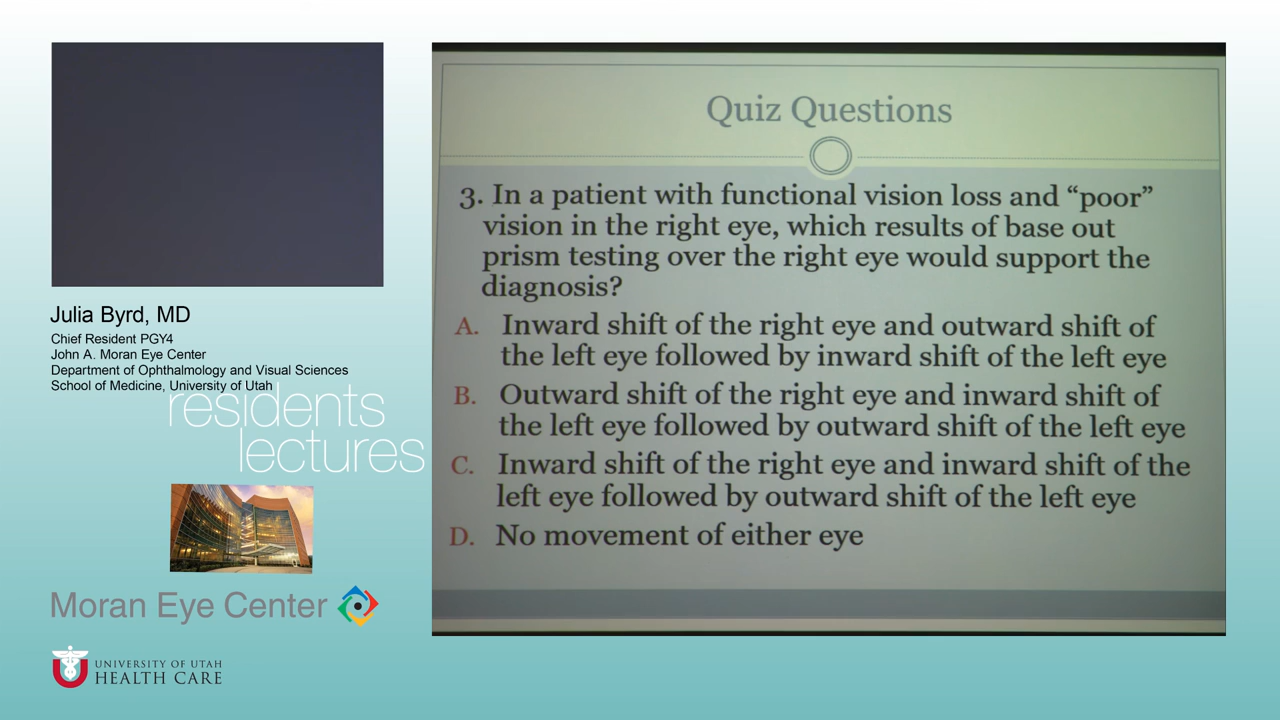 Quiz Questions
3. In a patient with functional vision loss and “poor”
vision in the right eye, which results of base out
prism testing over the right eye would support the
diagnosis?
A. Inward shift of the right eye and outward shift of
the left eye followed by inward shift of the left eye
B. Outward shift of the right eye and inward shift of
the left eye followed by outward shift of the left eye
C. Inward shift of the right eye and inward shift of the
left eye followed by outward shift of the left eye
D. No movement of either eye
Julia Byrd, MD
Chief Resident PGY4
John A. Moran Eye Center
Department of Ophthalmology and Visual Sciences
School of Medicine, University of Utah
residents
lectures
Moran Eye Center
UNIVERSITY OF UTAH
HEALTH CARE